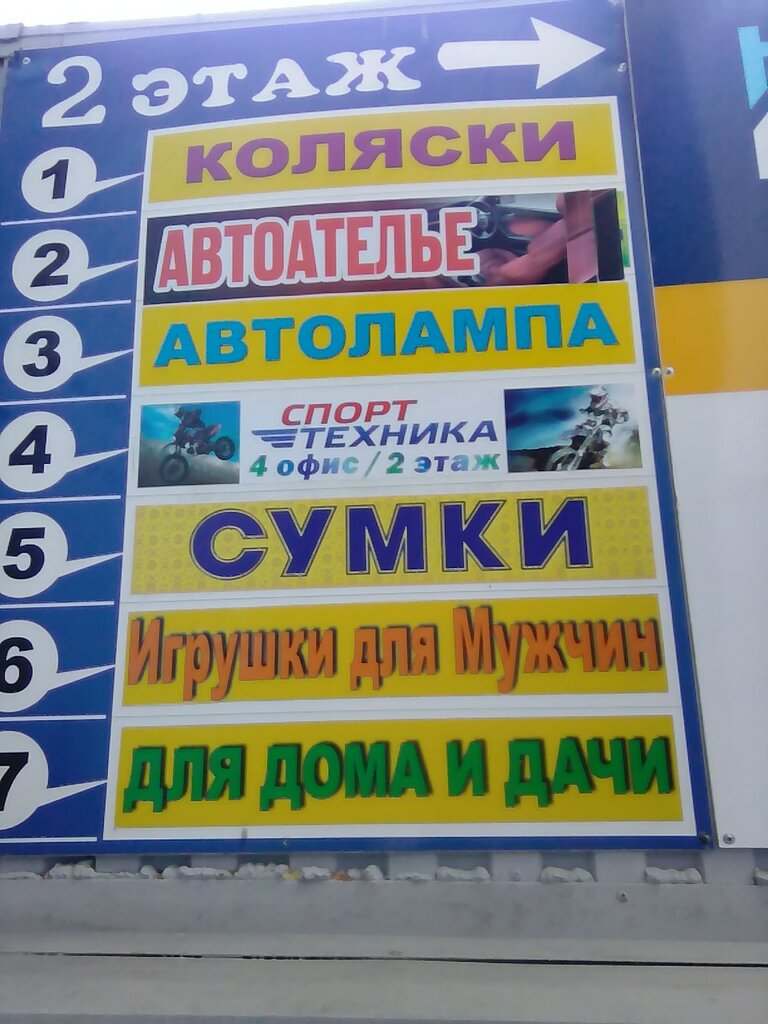 2 ЭТАЖ
1 КОЛЯСКИ
2 АВТОАТЕЛЬЕ
3 АВТОЛАМПА
4 СПОРТ
ТЕХНИКА
4 офис / 2 этаж
5 СУМКИ
6 Игрушки для Мужчин
7 ДЛЯ ДОМА И ДАЧИ